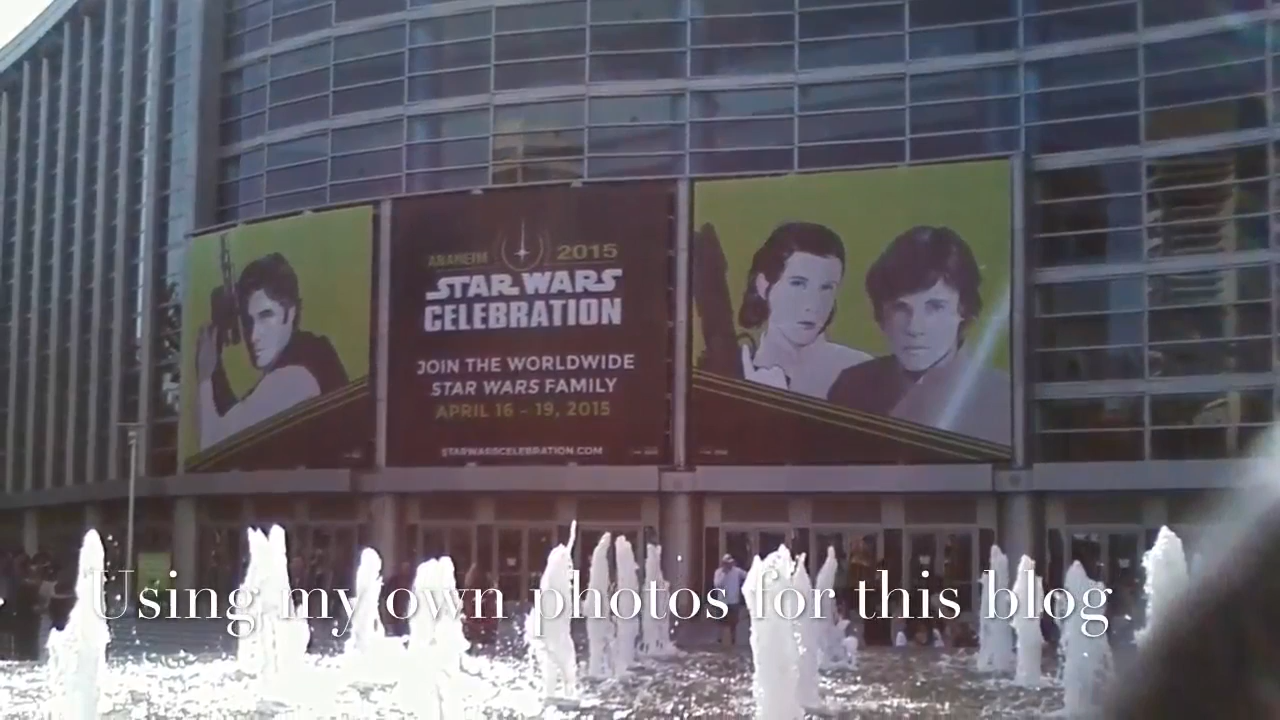 ANAHEIM 2015
STAR WARS
CELEBRATION
JOIN THE WORLDWIDE
STAR WARS FAMILY
APRIL 16 - 19, 2015
STARWARSCELEBRATION.COM
Using my own photos for this blog